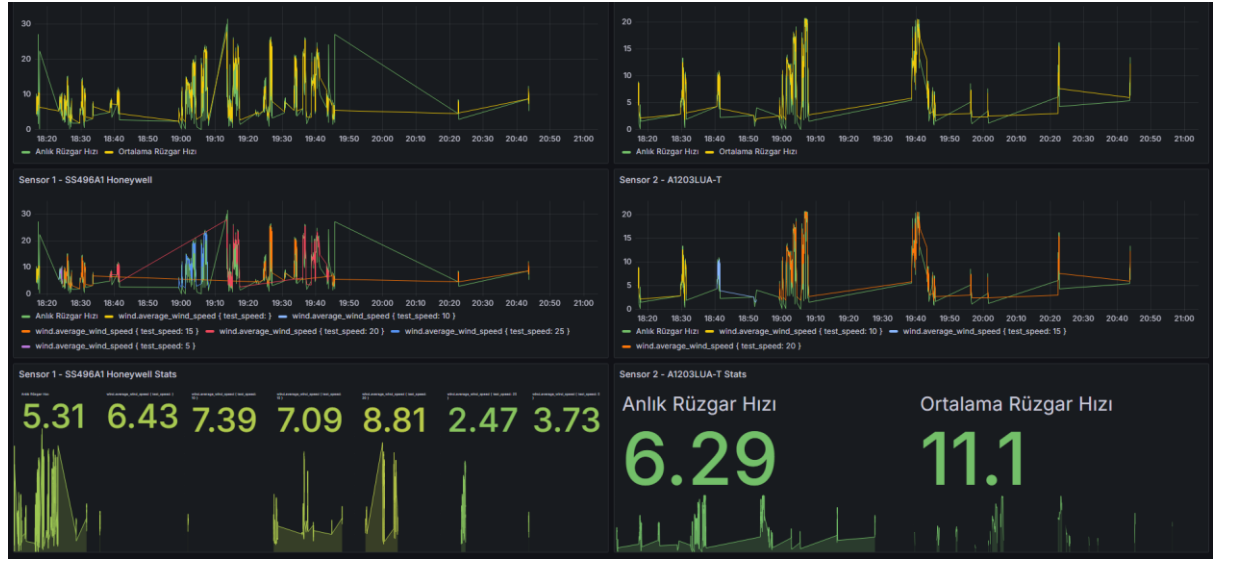 30
20
10
0
18:20 18:30 18:40 18:50 19:00 19:10 19:20 19:30 19:40 19:50 20:00 20:10 20:20 20:30 20:40 20:50 21:00
Anlık Rüzgar Hızı Ortalama Rüzgar Hızı
20
15
10
5
0
18:20 18:30 18:40 18:50 19:00 19:10 19:20 19:30 19:40 19:50 20:00 20:10 20:20 20:30 20:40 20:50 21:00
Anlık Rüzgar Hızı Ortalama Rüzgar Hızı
Sensor 1 - SS496A1 Honeywell
30
20
10
0
18:20 18:30 18:40 18:50 19:00 19:10 19:20 19:30 19:40 19:50 20:00 20:10 20:20 20:30 20:40 20:50 21:00
Anlık Rüzgar Hızı wind.average_wind_speed { test_speed: } wind.average_wind_speed { test_speed: 10 }
wind.average_wind_speed { test_speed: 15 } wind.average_wind_speed { test_speed: 20 } wind.average_wind_speed { test_speed: 25 }
wind.average_wind_speed { test_speed: 5 }
Sensor 2 - A1203LUA-T
20
15
10
5
0
18:20 18:30 18:40 18:50 19:00 19:10 19:20 19:30 19:40 19:50 20:00 20:10 20:20 20:30 20:40 20:50 21:00
Anlık Rüzgar Hızı wind.average_wind_speed { test_speed: 10 } wind.average_wind_speed { test_speed: 15 }
wind.average_wind_speed { test_speed: 20 }
Sensor 1 - SS496A1 Honeywell Stats
5.31 6.43 7.39 7.09 8.81 2.47 3.73
Sensor 2 - A1203LUA-T Stats
Anlık Rüzgar Hızı Ortalama Rüzgar Hızı
6.29 11.1